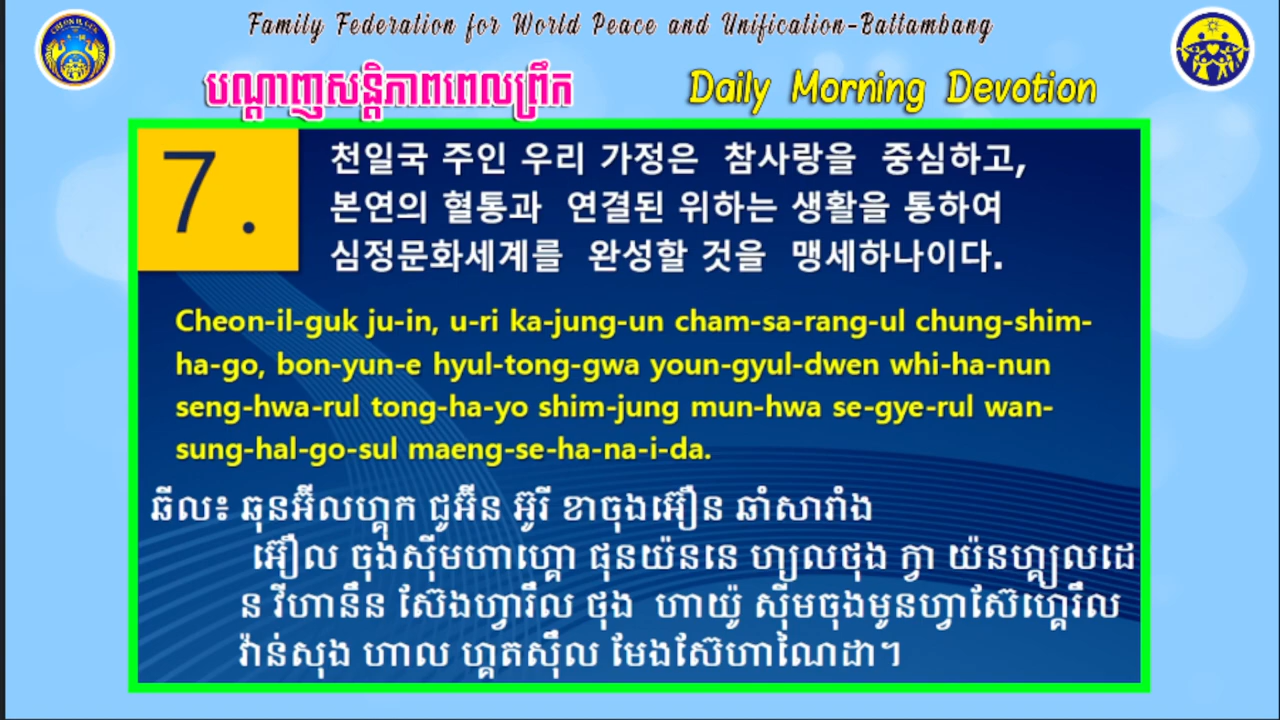 Family Federation for World Peace and Unification-Battambang
បណ្តាញសន្តិភាពពេលព្រឹក
Daily Morning Devotion
7.
천일국 주인 우리 가정은 참사랑을 중심하고,
본연의 혈통과 연결된 위하는 생활을 통하여
심정문화세계를 완성할 것을 맹세하나이다.
Cheon-il-guk ju-in, u-ri ka-jung-un cham-sa-rang-ul chung-shim-
ha-go, bon-yun-e hyul-tong-gwa youn-gyul-dwen whi-ha-nun
seng-hwa-rul tong-ha-yo shim-jung mun-hwa se-gye-rul wan-
sung-hal-go-sul maeng-se-ha-na-i-da.
ឆីល៖ ឆុនអ៊ីលហ្គុក ជូអ៊ីន អ៊ូរី ខាចុងអ៊ឿន ឆាំសារាំង
អ៊ឿល ចុងស៊ីមហាហ្គោ ផុនយ៉ននេ ហ្យលថុង ក្វា យ៉នហ្គ្យលដេ
ន វីហានឹន ស៊ែងហ្វារឹល ថុង ហាយ៉ូ ស៊ីមចុងមូនហ្វាស៊ែហ្គេរឹល
វ៉ាន់សុង ហាល ហ្គតស៊ឹល មែងស៊ែហាណៃដា។